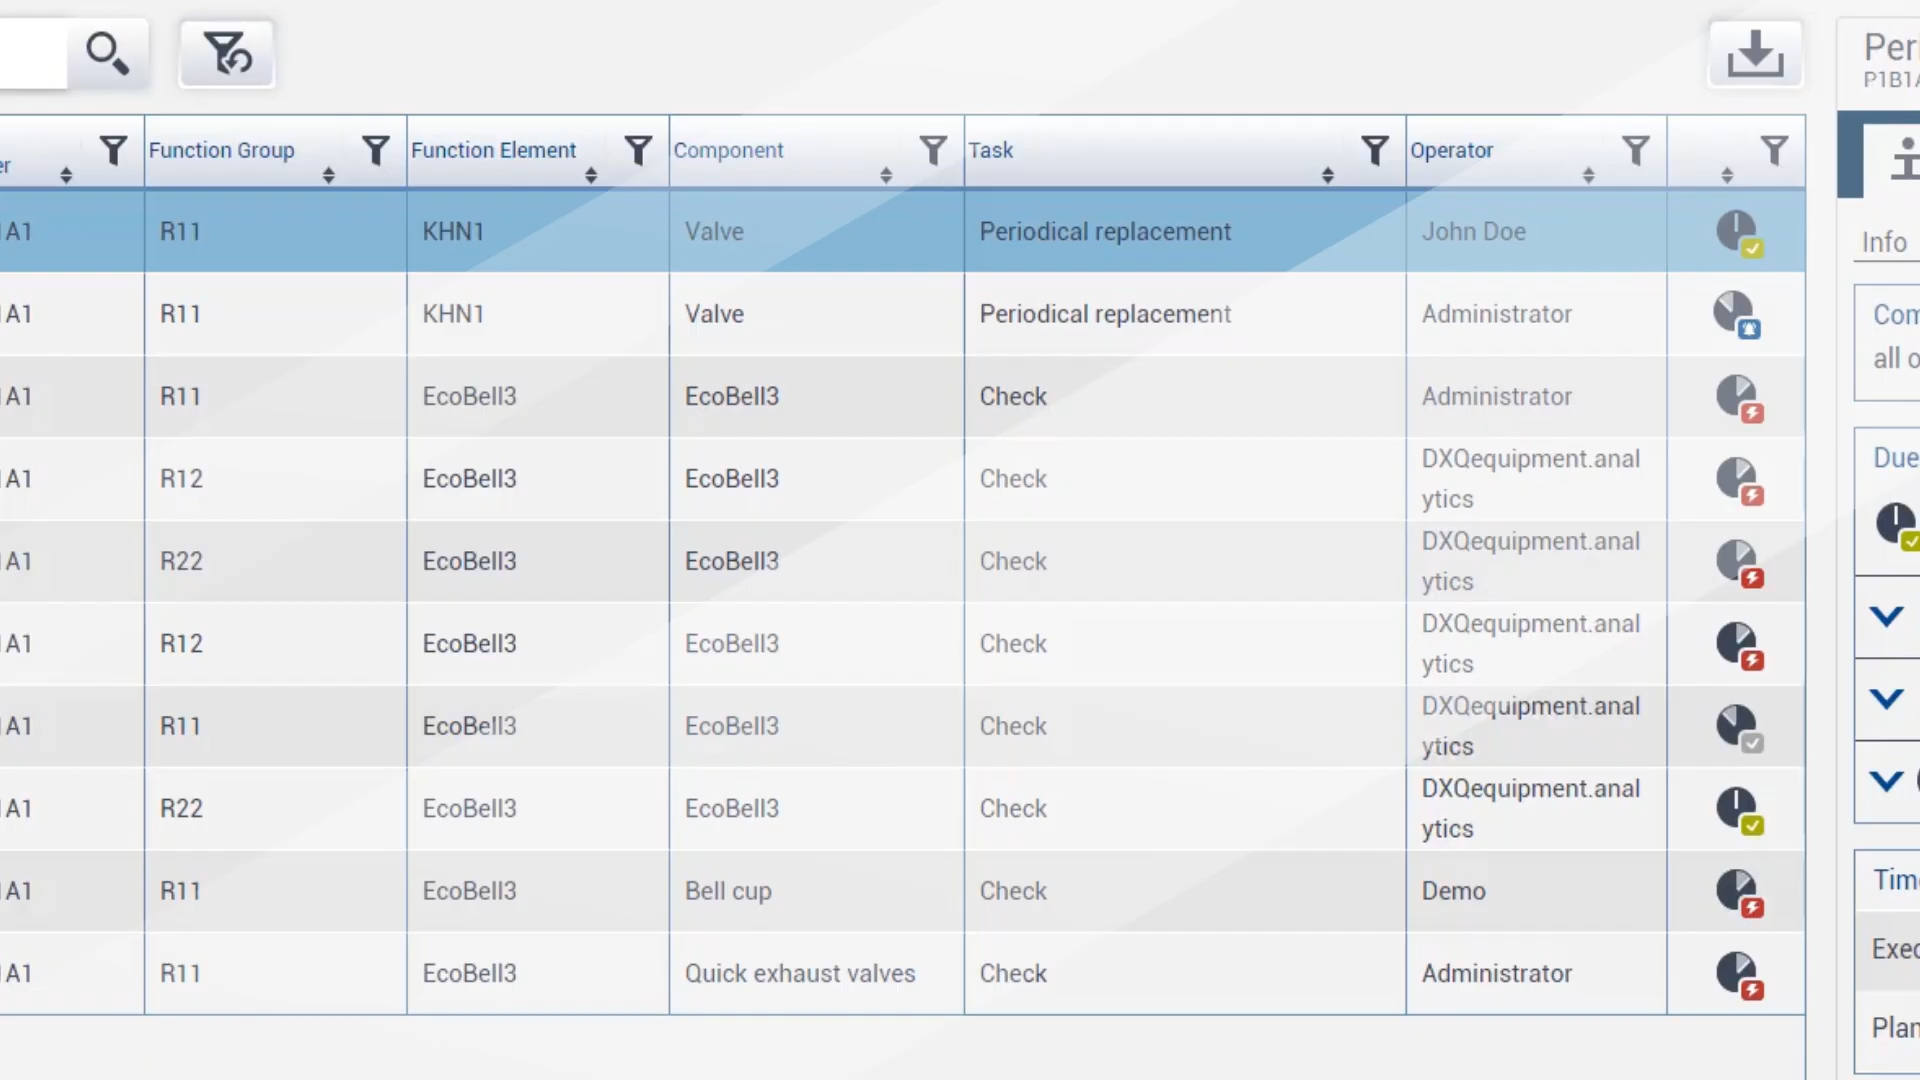 Per
P1B1A
er Function Group Function Element Component Task Operator
A1 R11 KHN1 Valve Periodical replacement John Doe
A1 R11 KHN1 Valve Periodical replacement Administrator
A1 R11 EcoBell3 EcoBell3 Check Administrator
A1 R12 EcoBell3 EcoBell3 Check DXQequipment.anal
ytics
A1 R22 EcoBell3 EcoBell3 Check DXQequipment.anal
ytics
A1 R12 EcoBell3 EcoBell3 Check DXQequipment.anal
ytics
A1 R11 EcoBell3 EcoBell3 Check DXQequipment.anal
ytics
A1 R22 EcoBell3 EcoBell3 Check DXQequipment.anal
ytics
A1 R11 EcoBell3 Bell cup Check Demo
A1 R11 EcoBell3 Quick exhaust valves Check Administrator
Info
Com
all o
Due
Time
Exec
Plan